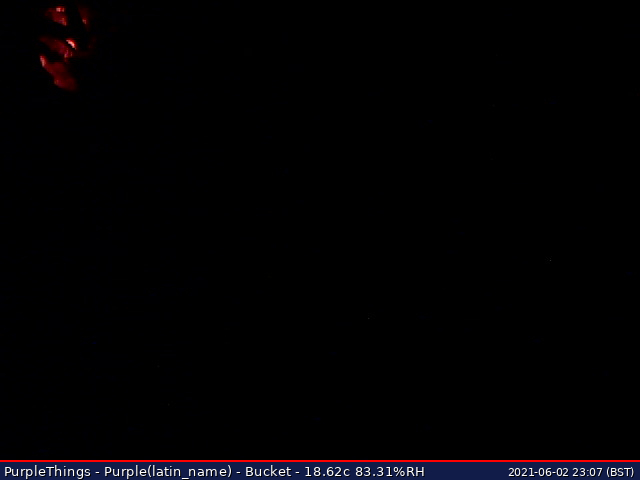 PurpleThings - Purple(latin_name) - Bucket - 18.62c 83.31%RH 2021-06-02 23:07 (BST)